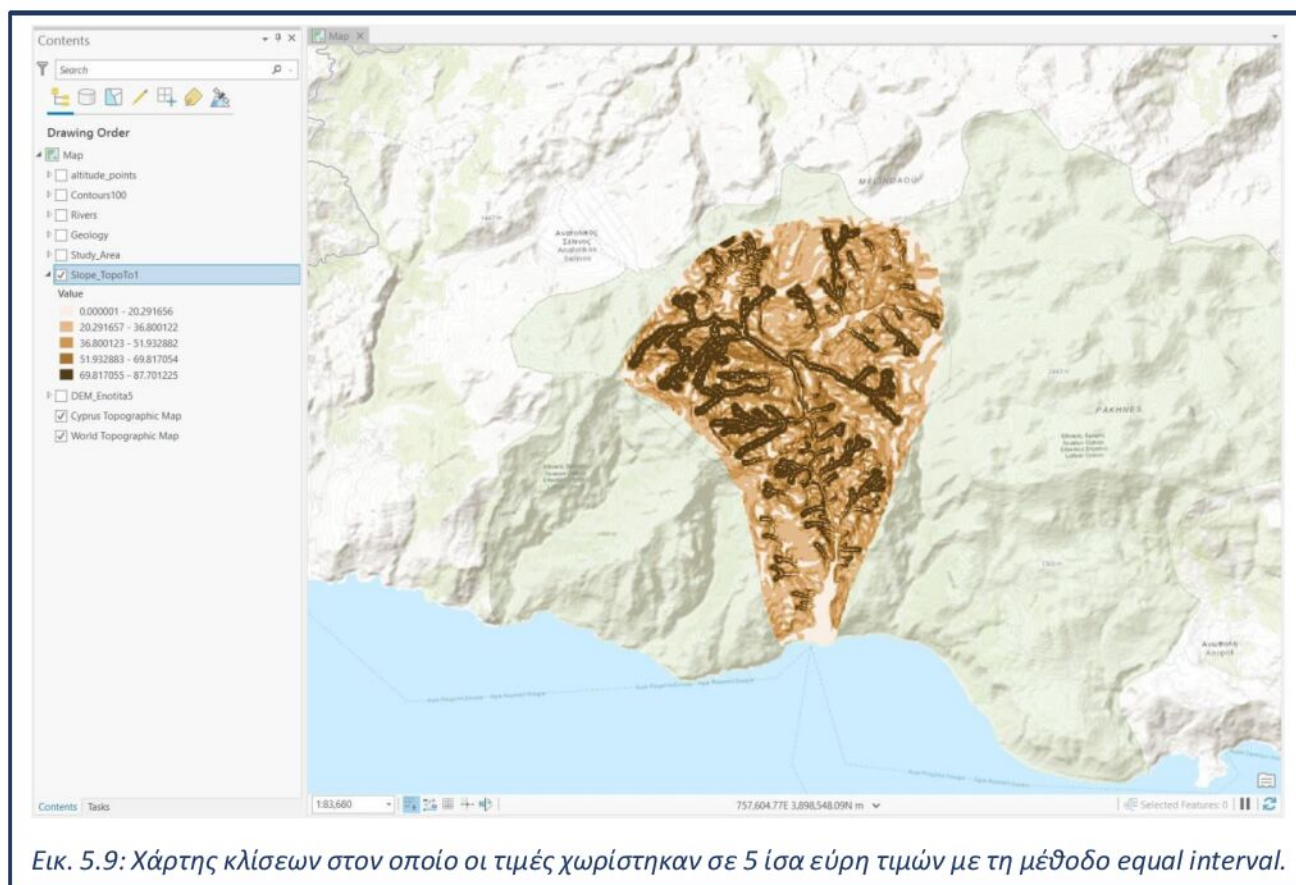 Contents
Map
Search
Drawing Order
Map
altitude_points
Contours100
Rivers
Geology
Study_Area
Slope_TopoTo1
Value
0.000001 - 20.291656
20.291657 - 36.800122
36.800123 - 51.932882
51.932883 - 69.817054
69.817055 - 87.701225
DEM_Enotita5
Cyprus Topographic Map
World Topographic Map
MELINDAOU
Ανατολικός
Σέλινος
PAKHNES
Ανωπολη
Contents Tasks
1:83,680
757,604.77E 3,898,548.09N m
Selected Features: 0
Εικ. 5.9: Χάρτης κλίσεων στον οποίο οι τιμές χωρίστηκαν σε 5 ίσα εύρη τιμών με τη μέθοδο equal interval.